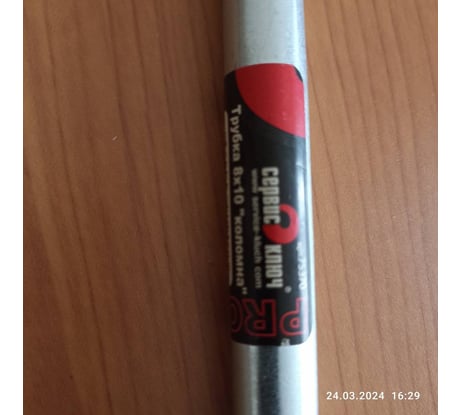 PRO
сервис ключ®
www.service-kluch.com
Трубка 8х10 "коломна"
24.03.2024 16:29